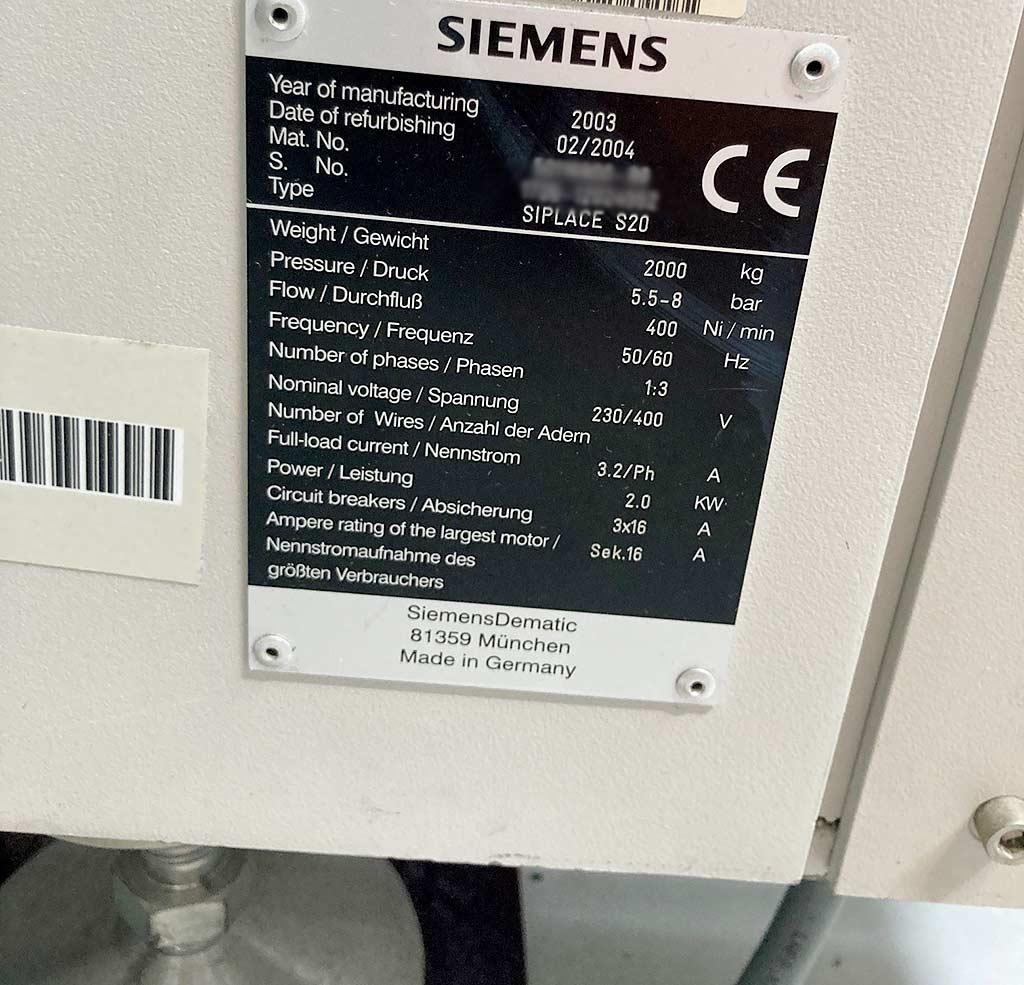 SIEMENS
Year of manufacturing 2003
Date of refurbishing 02/2004
Mat. No.
S. No.
Type SIPLACE S20
CE
Weight / Gewicht 2000 kg
Pressure / Druck 5.5-8 bar
Flow / Durchfluß 400 Ni / min
Frequency / Frequenz 50/60 Hz
Number of phases / Phasen 1:3
Nominal voltage / Spannung 230/400 V
Number of Wires / Anzahl der Adern
Full-load current / Nennstrom 3.2/Ph A
Power / Leistung 2.0 KW
Circuit breakers / Absicherung 3x16 A
Ampere rating of the largest motor / Sek.16 A
Nennstromaufnahme des
größten Verbrauchers
SiemensDematic
81359 München
Made in Germany